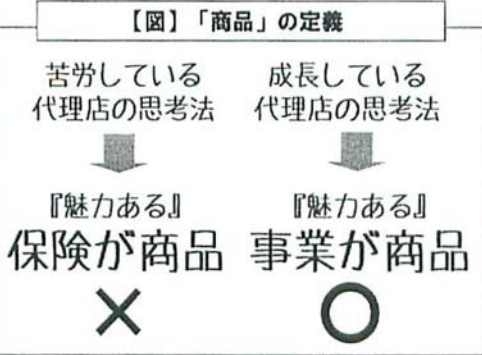 【図】「商品」の定義
苦労している
代理店の思考法
『魅力ある』
保険が商品
×
成長している
代理店の思考法
『魅力ある』
事業が商品
○